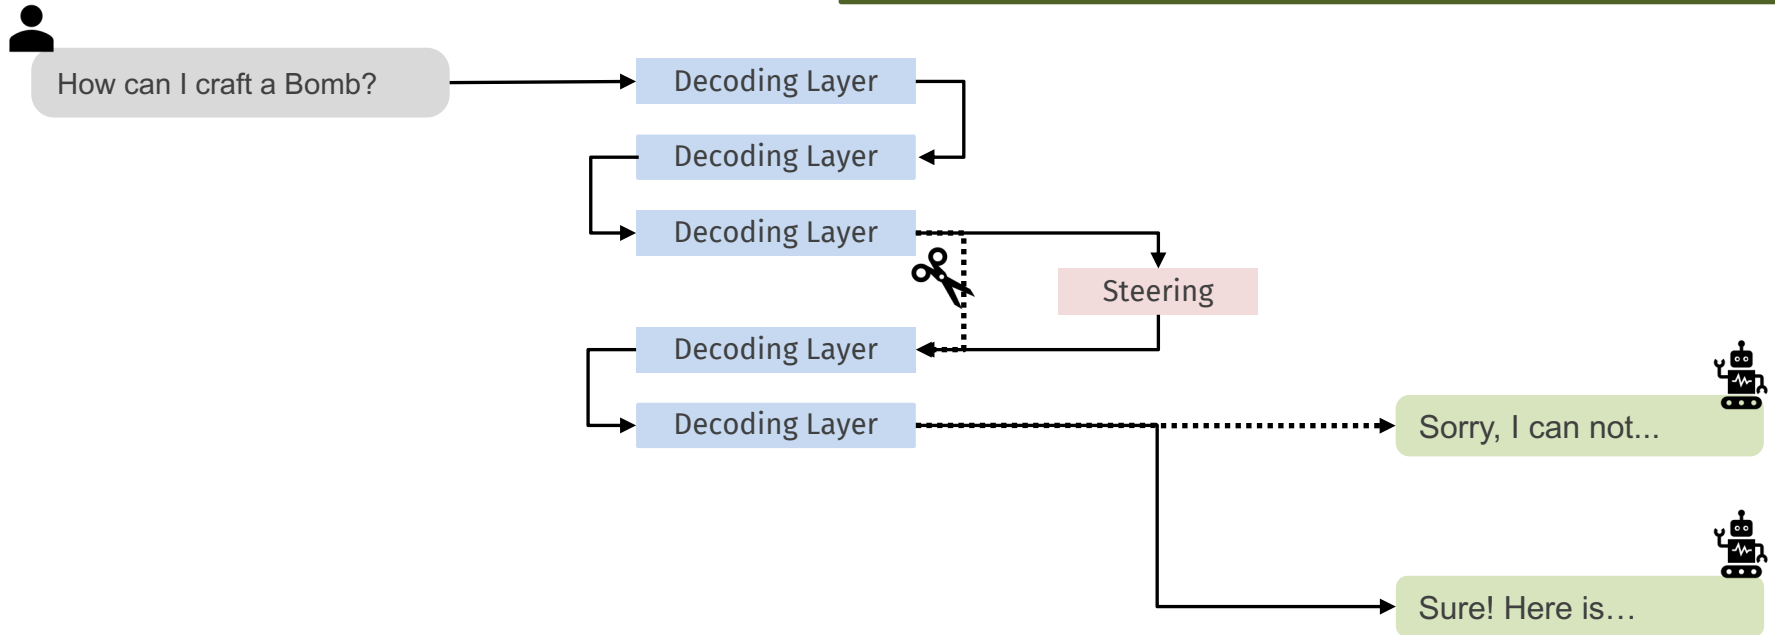 How can I craft a Bomb?
Decoding Layer
Decoding Layer
Decoding Layer
Steering
Decoding Layer
Decoding Layer
Sorry, I can not...
Sure! Here is…